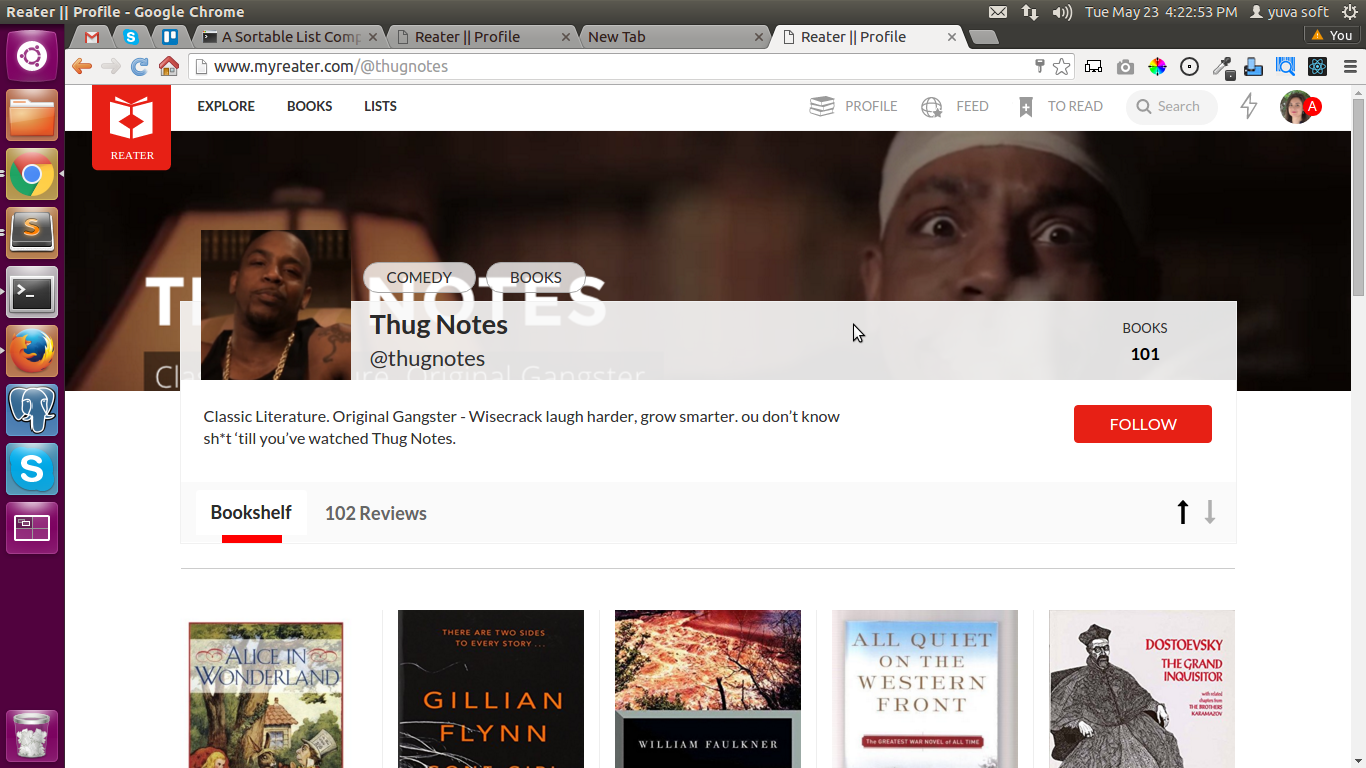 Reater || Profile - Google Chrome
Tue May 23 4:22:53 PM yuva soft
A Sortable List Comp
Reater || Profile
New Tab
Reater || Profile
You
www.myreater.com/@thugnotes
REATER
EXPLORE BOOKS LISTS
PROFILE FEED TO READ Search A
COMEDY BOOKS
NOTES
Thug Notes
@thugnotes
BOOKS
101
Original Gangster
Classic Literature. Original Gangster - Wisecrack laugh harder, grow smarter. ou don’t know
sh*t ‘till you’ve watched Thug Notes.
FOLLOW
Bookshelf 102 Reviews
ALICE IN
WONDERLAND
THERE ARE TWO SIDES
TO EVERY STORY . . .
GILLIAN
FLYNN
WILLIAM FAULKNER
ALL QUIET
ON THE
WESTERN
FRONT
The GREATEST WAR NOVEL of ALL TIME
DOSTOEVSKY
THE GRAND
INQUISITOR
with related
chapters from
THE BROTHERS
KARAMAZOV